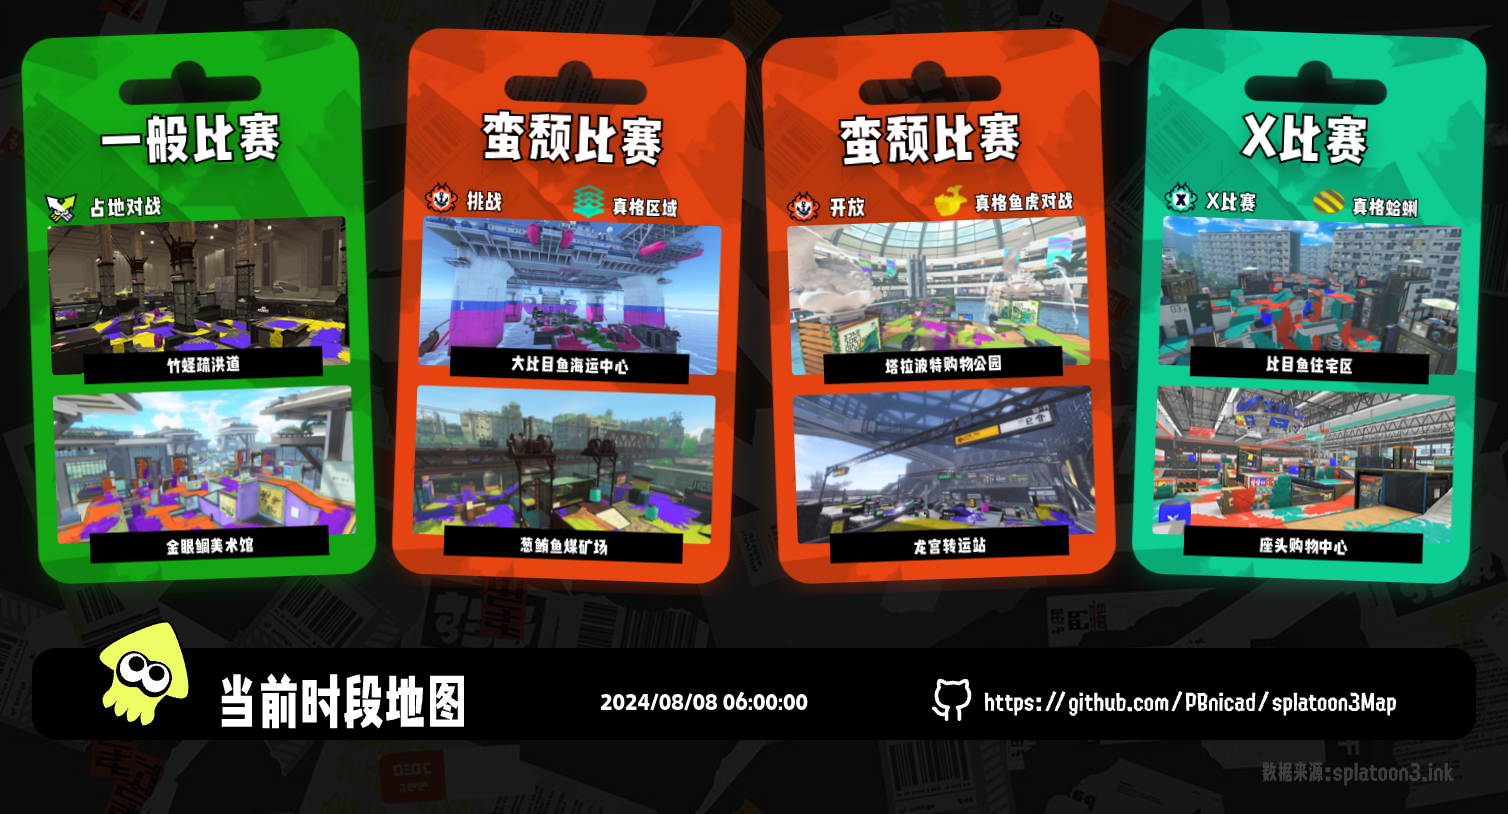 一般比赛
占地对战
竹蛏疏洪道
金眼鲷美术馆
蛮颓比赛
挑战
真格区域
大比目鱼海运中心
葱鲔鱼煤矿场
蛮颓比赛
开放
真格鱼虎对战
塔拉波特购物公园
龙宫转运站
X比赛
X比赛
真格蛤蜊
比目鱼住宅区
座头购物中心
当前时段地图
2024/08/08 06:00:00
https://github.com/PBnicad/splatoon3Map
数据来源:splatoon3.ink